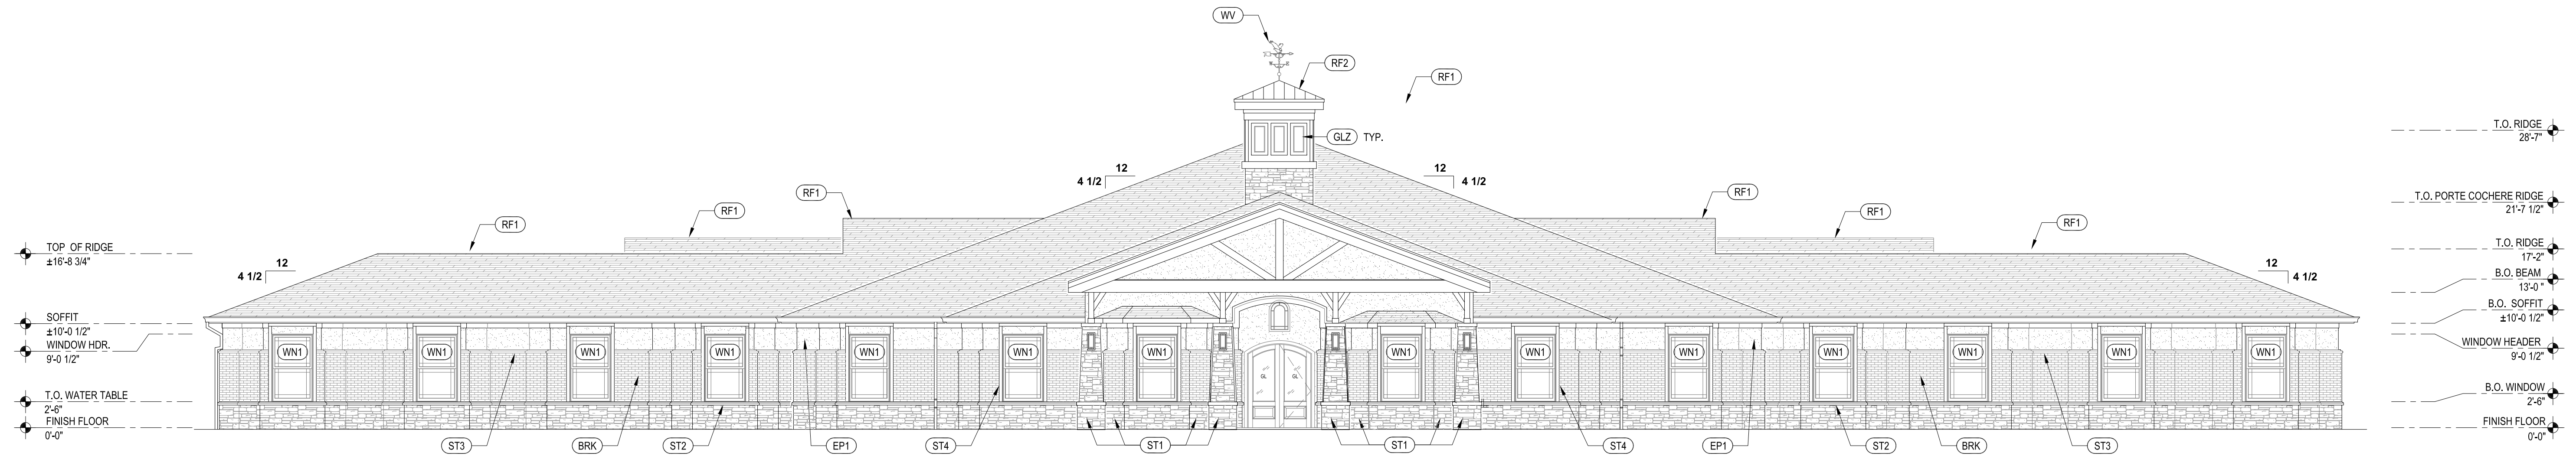 WV
RF2
RF1
GLZ TYP.
T.O. RIDGE
28'-7"
12
4 1/2
12
4 1/2
RF1
RF1
RF1
RF1
RF1
RF1
T.O. PORTE COCHERE RIDGE
21'-7 1/2"
TOP OF RIDGE
±16'-8 3/4"
T.O. RIDGE
17'-2"
12
4 1/2
12
4 1/2
B.O. BEAM
13'-0 "
SOFFIT
±10'-0 1/2"
B.O. SOFFIT
±10'-0 1/2"
WINDOW HDR.
9'-0 1/2"
WINDOW HEADER
9'-0 1/2"
WN1 WN1 WN1 WN1 WN1 WN1 WN1 WN1 WN1 WN1 WN1 WN1 WN1 WN1
GL GL
T.O. WATER TABLE
2'-6"
B.O. WINDOW
2'-6"
FINISH FLOOR
0'-0"
FINISH FLOOR
0'-0"
ST3 BRK ST2 EP1 ST4 ST1 ST1 ST4 EP1 ST2 BRK ST3